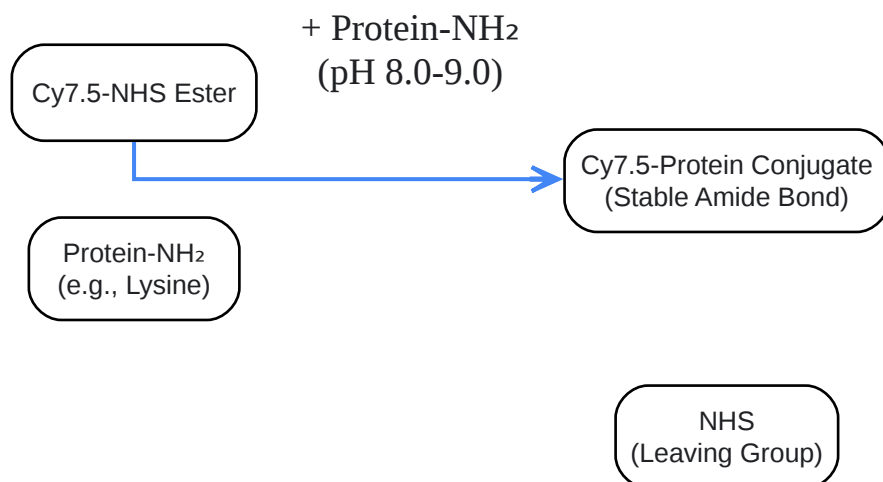 + Protein-NH₂
(pH 8.0-9.0)
Cy7.5-NHS Ester
Cy7.5-Protein Conjugate
(Stable Amide Bond)
Protein-NH₂
(e.g., Lysine)
NHS
(Leaving Group)